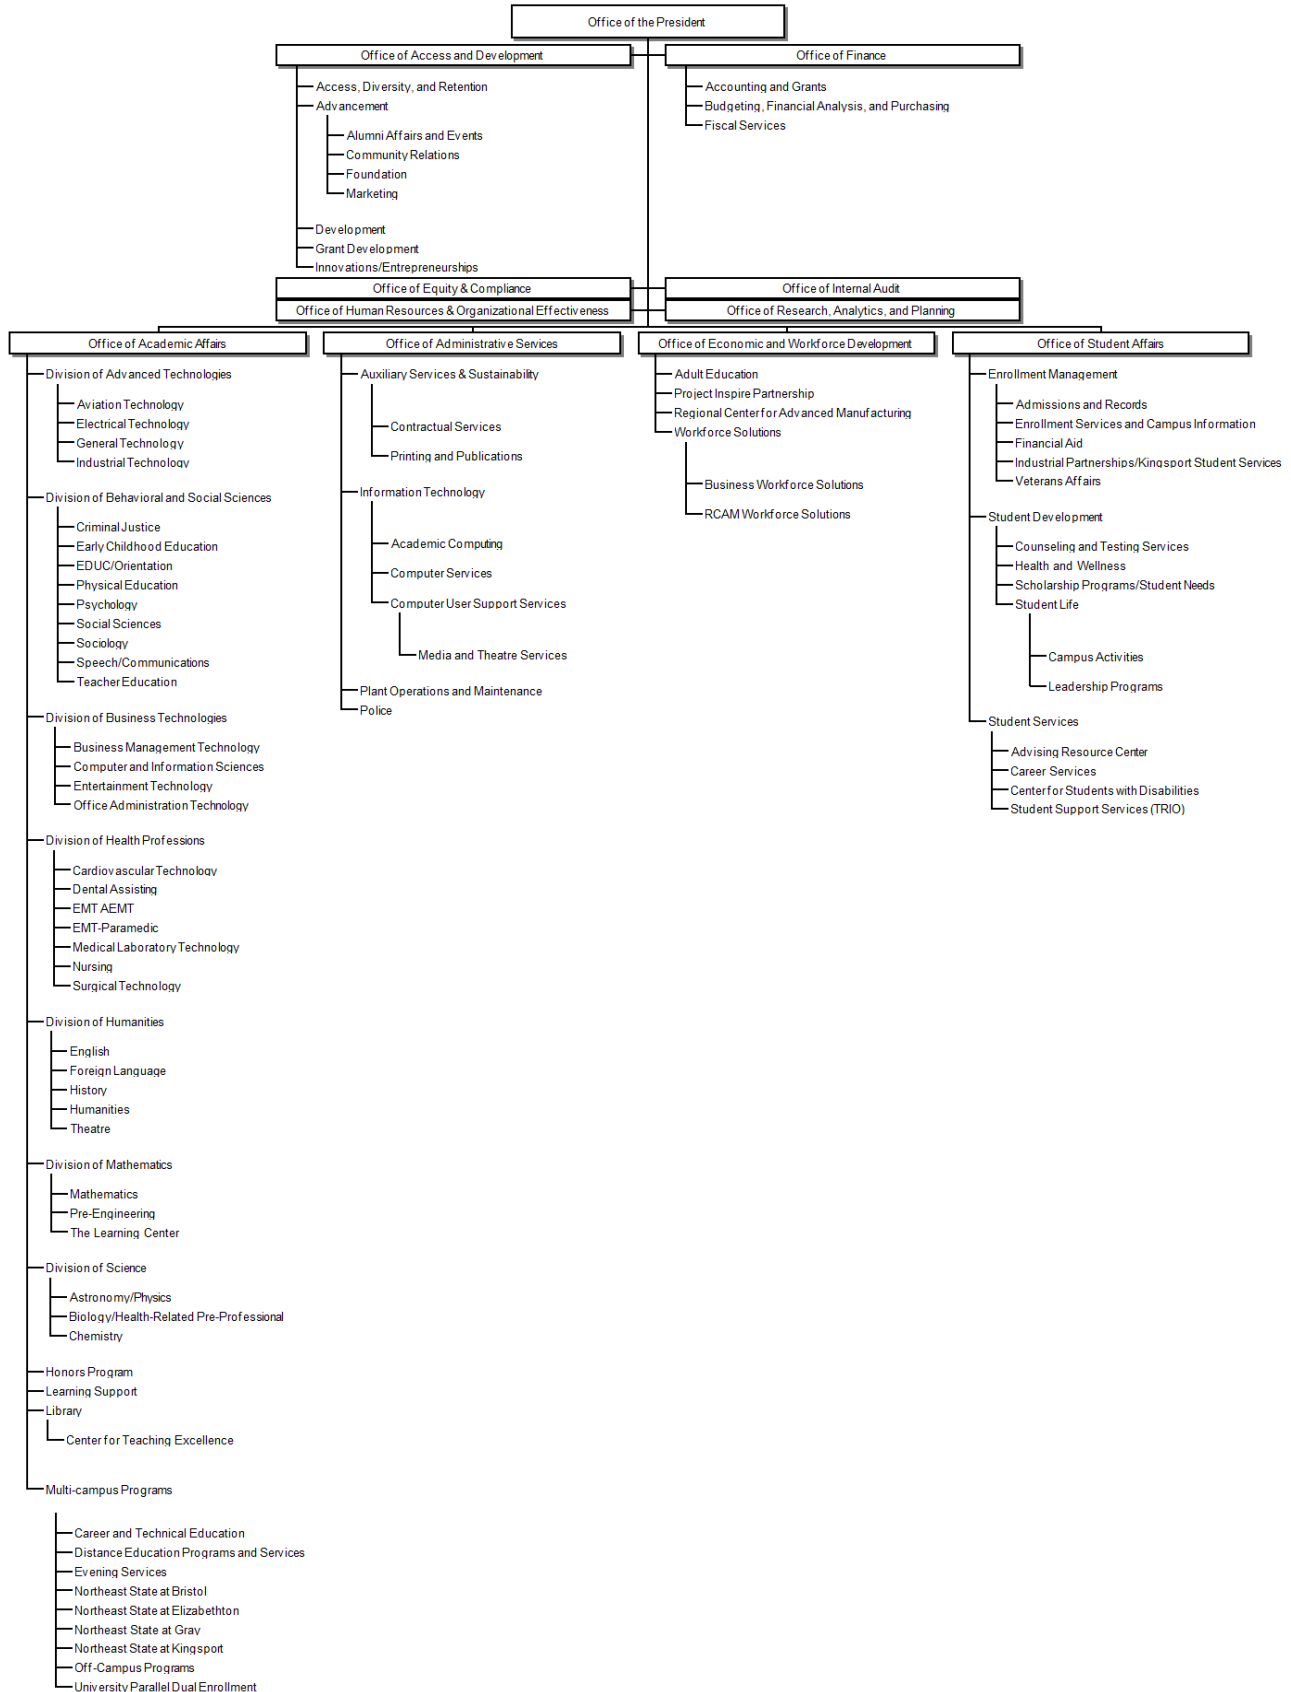 Office of the President
Office of Access and Development
Office of Finance
Access, Diversity, and Retention
Advancement
Alumni Affairs and Events
Community Relations
Foundation
Marketing
Development
Grant Development
Innovations/Entrepreneurships
Accounting and Grants
Budgeting, Financial Analysis, and Purchasing
Fiscal Services
Office of Equity & Compliance
Office of Internal Audit
Office of Human Resources & Organizational Effectiveness
Office of Research, Analytics, and Planning
Office of Academic Affairs
Division of Advanced Technologies
Aviation Technology
Electrical Technology
General Technology
Industrial Technology
Division of Behavioral and Social Sciences
Criminal Justice
Early Childhood Education
EDUC/Orientation
Physical Education
Psychology
Social Sciences
Sociology
Speech/Communications
Teacher Education
Division of Business Technologies
Business Management Technology
Computer and Information Sciences
Entertainment Technology
Office Administration Technology
Division of Health Professions
Cardiovascular Technology
Dental Assisting
EMT AEMT
EMT-Paramedic
Medical Laboratory Technology
Nursing
Surgical Technology
Division of Humanities
English
Foreign Language
History
Humanities
Theatre
Division of Mathematics
Mathematics
Pre-Engineering
The Learning Center
Division of Science
Astronomy/Physics
Biology/Health-Related Pre-Professional
Chemistry
Honors Program
Learning Support
Library
Center for Teaching Excellence
Multi-campus Programs
Career and Technical Education
Distance Education Programs and Services
Evening Services
Northeast State at Bristol
Northeast State at Elizabethton
Northeast State at Gray
Northeast State at Kingsport
Off-Campus Programs
University Parallel Dual Enrollment
Office of Administrative Services
Auxiliary Services & Sustainability
Contractual Services
Printing and Publications
Information Technology
Academic Computing
Computer Services
Computer User Support Services
Media and Theatre Services
Plant Operations and Maintenance
Police
Office of Economic and Workforce Development
Adult Education
Project Inspire Partnership
Regional Center for Advanced Manufacturing
Workforce Solutions
Business Workforce Solutions
RCAM Workforce Solutions
Office of Student Affairs
Enrollment Management
Admissions and Records
Enrollment Services and Campus Information
Financial Aid
Industrial Partnerships/Kingsport Student Services
Veterans Affairs
Student Development
Counseling and Testing Services
Health and Wellness
Scholarship Programs/Student Needs
Student Life
Campus Activities
Leadership Programs
Student Services
Advising Resource Center
Career Services
Center for Students with Disabilities
Student Support Services (TRIO)